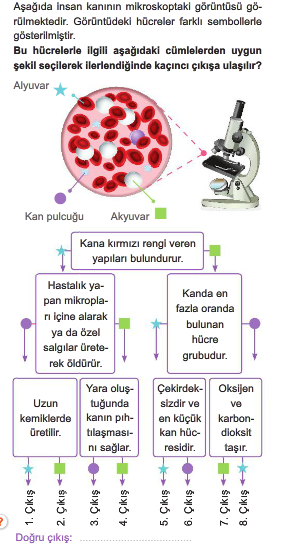 Aşağıda insan kanının mikroskoptaki görüntüsü gö-
rülmektedir. Görüntüdeki hücreler farklı sembollerle
gösterilmiştir.
Bu hücrelerle ilgili aşağıdaki cümlelerden uygun
şekil seçilerek ilerlendiğinde kaçıncı çıkışa ulaşılır?
Alyuvar
Kan pulcuğu
Akyuvar
Kana kırmızı rengi veren
yapıları bulundurur.
Hastalık ya-
pan mikropla-
rı içine alarak
ya da özel
salgılar ürete-
rek öldürür.
Kanda en
fazla oranda
bulunan
hücre
grubudur.
Uzun
kemiklerde
üretilir.
Yara oluş-
tuğunda
kanın pıh-
tılaşması-
nı sağlar.
Çekirdek-
sizdir ve
en küçük
kan hüc-
residir.
Oksijen
ve
karbon-
dioksit
taşır.
1. Çıkış
2. Çıkış
3. Çıkış
4. Çıkış
5. Çıkış
6. Çıkış
7. Çıkış
8. Çıkış
?
Doğru çıkış: ................................